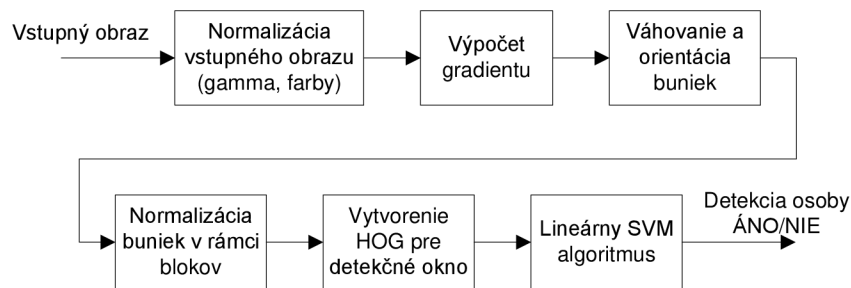 Vstupný obraz
Normalizácia
vstupného obrazu
(gamma, farby)
Výpočet
gradientu
Váhovanie a
orientácia
buniek
Normalizácia
buniek v rámci
blokov
Vytvorenie
HOG pre
detekčné okno
Lineárny SVM
algoritmus
Detekcia osoby
ÁNO/NIE